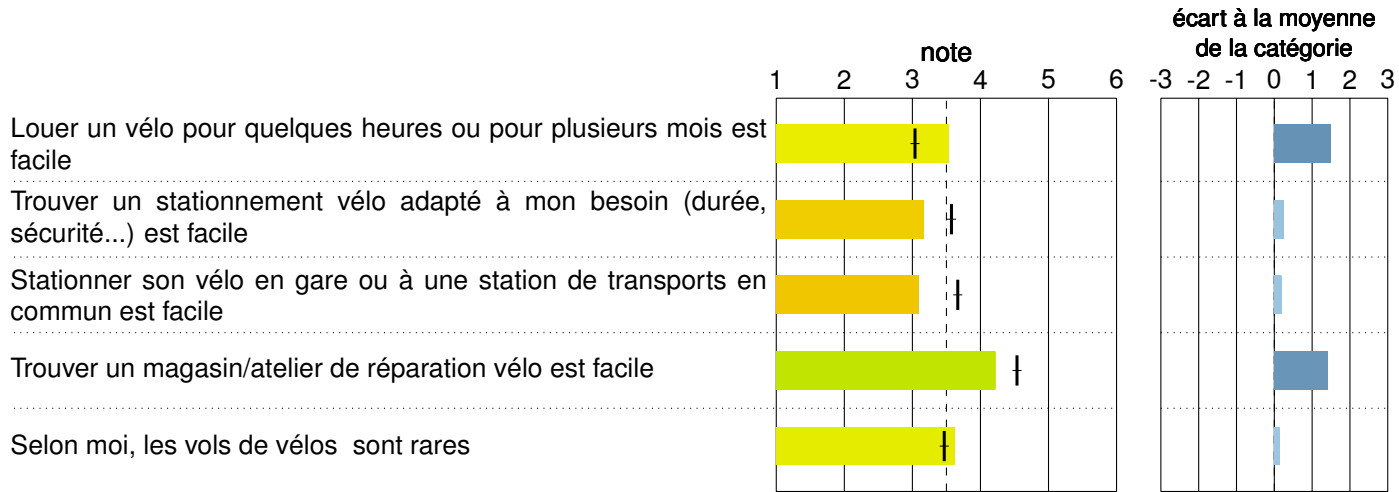 écart à la moyenne
note de la catégorie
1 2 3 4 5 6 -3 -2 -1 0 1 2 3
Louer un vélo pour quelques heures ou pour plusieurs mois est
facile
Trouver un stationnement vélo adapté à mon besoin (durée,
sécurité...) est facile
Stationner son vélo en gare ou à une station de transports en
commun est facile
Trouver un magasin/atelier de réparation vélo est facile
Selon moi, les vols de vélos sont rares